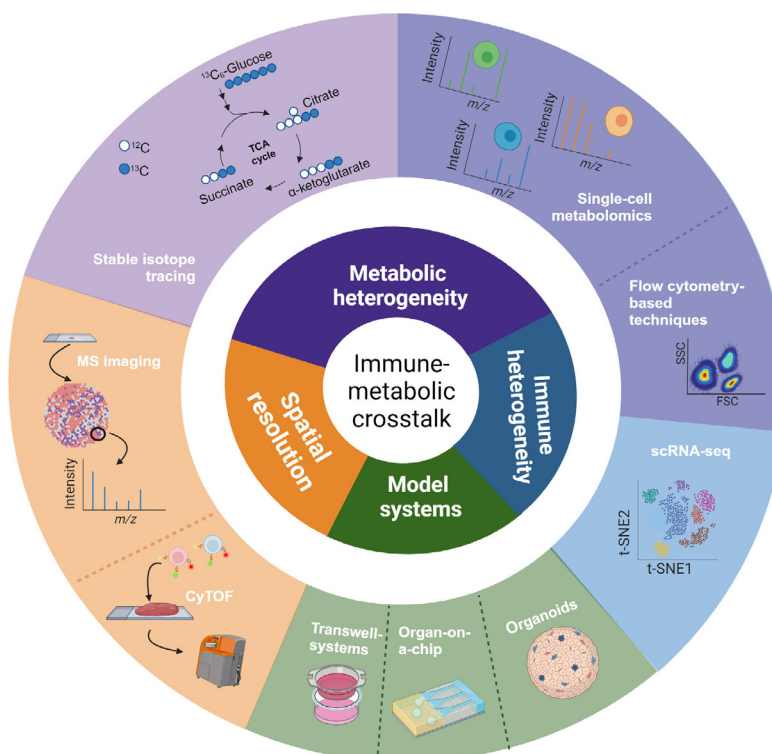 ¹³C₆-Glucose
Citrate
TCA
cycle
¹²C
¹³C
Succinate
α-ketoglutarate
Stable isotope
tracing
Intensity
m/z
Intensity
m/z
Intensity
m/z
Single-cell
metabolomics
Flow cytometry-
based
techniques
SSC
FSC
scRNA-seq
t-SNE2
t-SNE1
MS imaging
Intensity
m/z
CyTOF
Transwell-
systems
Organ-on-
a-chip
Organoids
Metabolic
heterogeneity
Immune
heterogeneity
Spatial
resolution
Model
systems
Immune-
metabolic
crosstalk